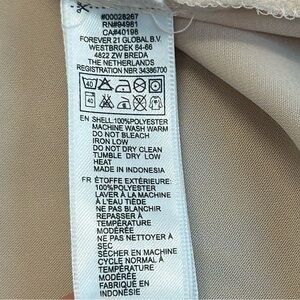 #00028267
RN#94981
CA#40198
FOREVER 21 GLOBAL B.V.
WESTBROEK 64-66
4822 ZW BREDA
THE NETHERLANDS
REGISTRATION NBR 34386700
40
40
EN SHELL:100%POLYESTER
MACHINE WASH WARM
DO NOT BLEACH
IRON LOW
DO NOT DRY CLEAN
TUMBLE DRY LOW
HEAT
MADE IN INDONESIA
FR ÉTOFFE EXTÉRIEURE:
100%POLYESTER
LAVER À LA MACHINE
À L'EAU TIÈDE
NE PAS BLANCHIR
REPASSER À
TEMPÉRATURE
MODÉRÉE
NE PAS NETTOYER À
SEC
SÉCHER EN MACHINE
CYCLE NORMAL À
TEMPÉRATURE
MODÉRÉE
FABRIQUÉ EN
INDONÉSIE